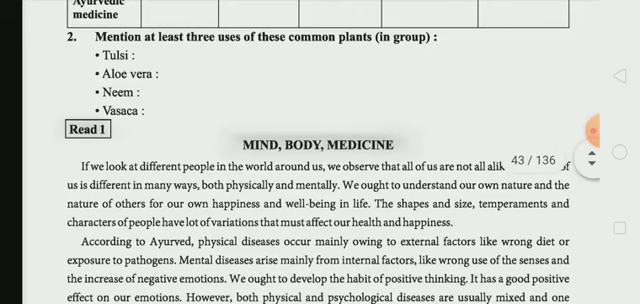 Ayurvedic
medicine
2. Mention at least three uses of these common plants (in group) :
• Tulsi :
• Aloe vera :
• Neem :
• Vasaca :
Read 1
MIND, BODY, MEDICINE
If we look at different people in the world around us, we observe that all of us are not all alik 43 / 136 of
us is different in many ways, both physically and mentally. We ought to understand our own nature and the
nature of others for our own happiness and well-being in life. The shapes and size, temperaments and
characters of people have lot of variations that must affect our health and happiness.
According to Ayurved, physical diseases occur mainly owing to external factors like wrong diet or
exposure to pathogens. Mental diseases arise mainly from internal factors, like wrong use of the senses and
the increase of negative emotions. We ought to develop the habit of positive thinking. It has a good positive
effect on our emotions. However, both physical and psychological diseases are usually mixed and one